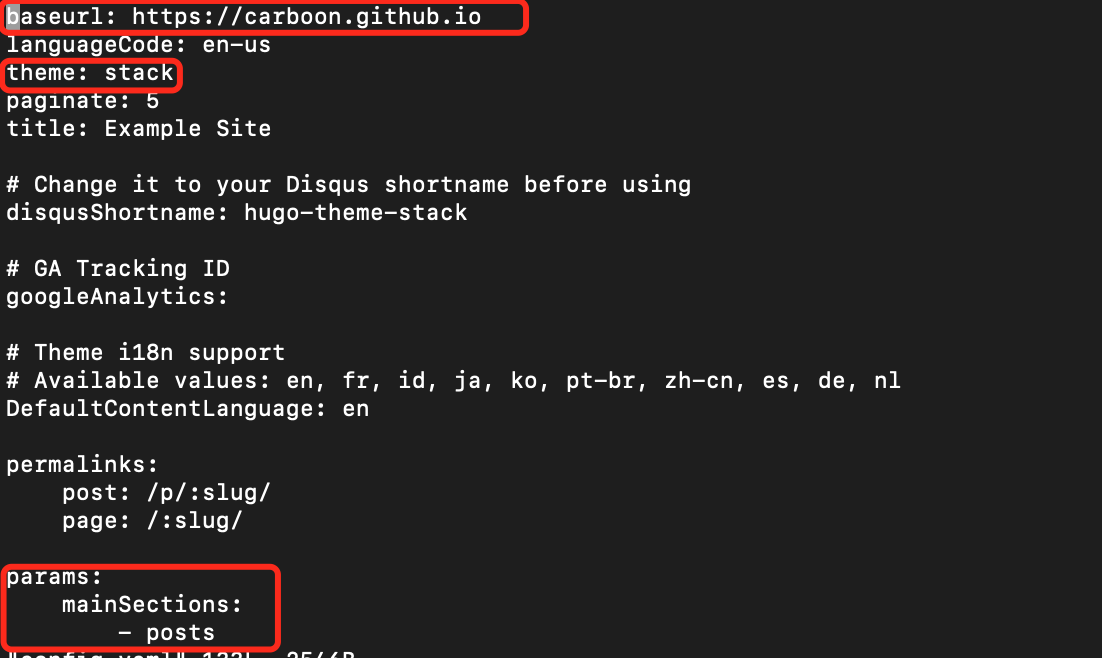 baseurl: https://carboon.github.io
languageCode: en-us
theme: stack
paginate: 5
title: Example Site
# Change it to your Disqus shortname before using
disqusShortname: hugo-theme-stack
# GA Tracking ID
googleAnalytics:
# Theme i18n support
# Available values: en, fr, id, ja, ko, pt-br, zh-cn, es, de, nl
DefaultContentLanguage: en
permalinks:
    post: /p/:slug/
    page: /:slug/
params:
    mainSections:
        - posts